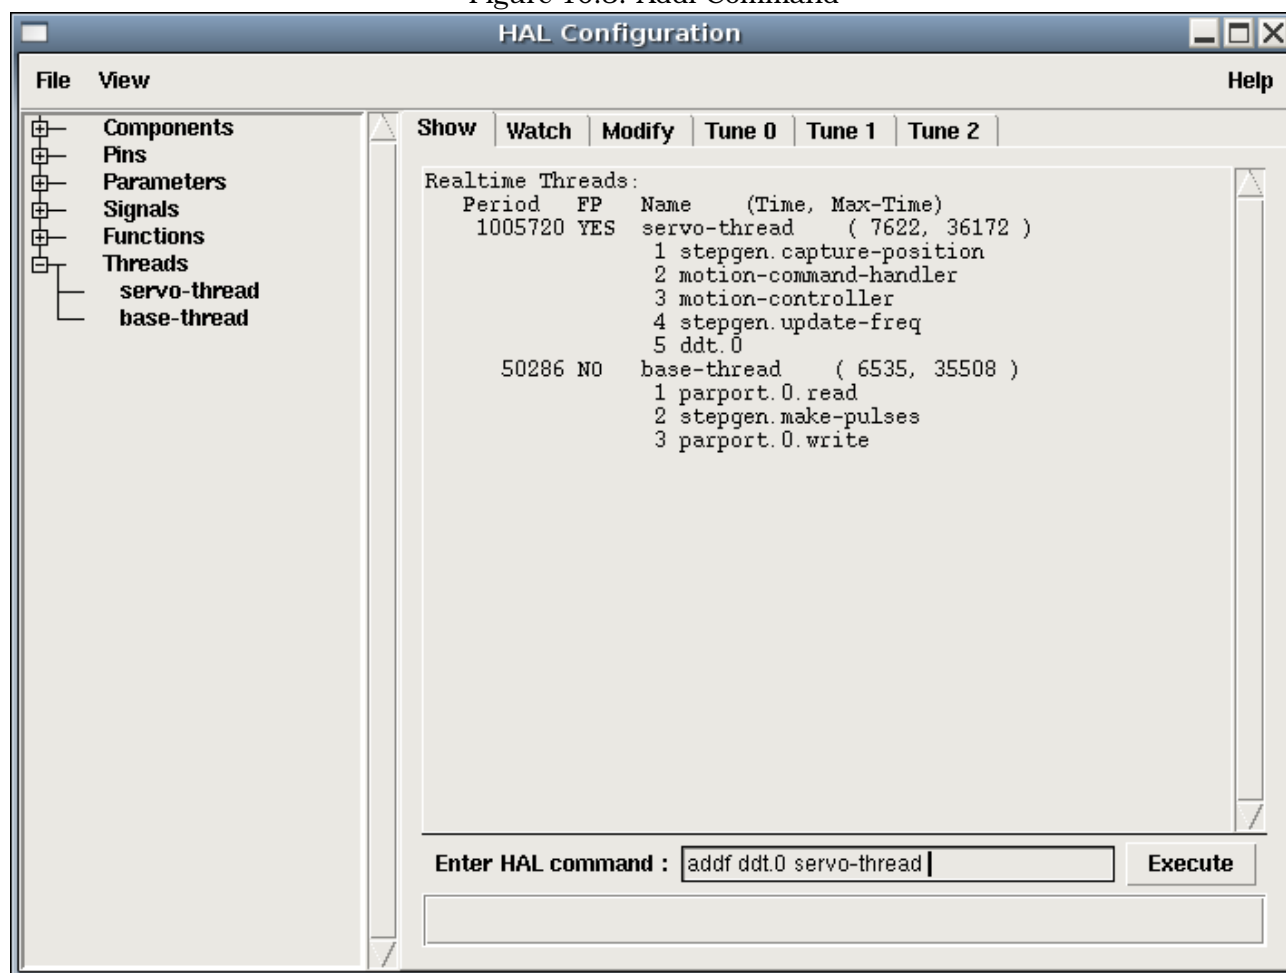 Figure 10.3: Addf Command
HAL Configuration
File View Help
Components
Pins
Parameters
Signals
Functions
Threads
servo-thread
base-thread
Show Watch Modify Tune 0 Tune 1 Tune 2
Realtime Threads:
Period FP Name (Time, Max-Time)
1005720 YES servo-thread ( 7622, 36172 )
1 stepgen.capture-position
2 motion-command-handler
3 motion-controller
4 stepgen.update-freq
5 ddt.0
50286 NO base-thread ( 6535, 35508 )
1 parport.0.read
2 stepgen.make-pulses
3 parport.0.write
Enter HAL command : addf ddt.0 servo-thread Execute